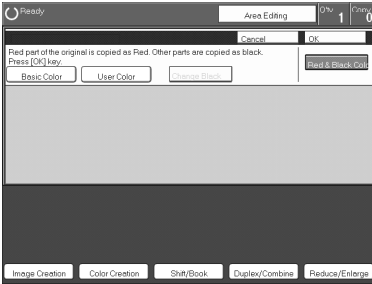 Ready
Area Editing
Qty 1
Copy 0
Cancel
OK
Red part of the original is copied as Red. Other parts are copied as black.
Press [OK] key.
Red & Black Colo
Basic Color
User Color
Change Black
Image Creation
Color Creation
Shift/Book
Duplex/Combine
Reduce/Enlarge